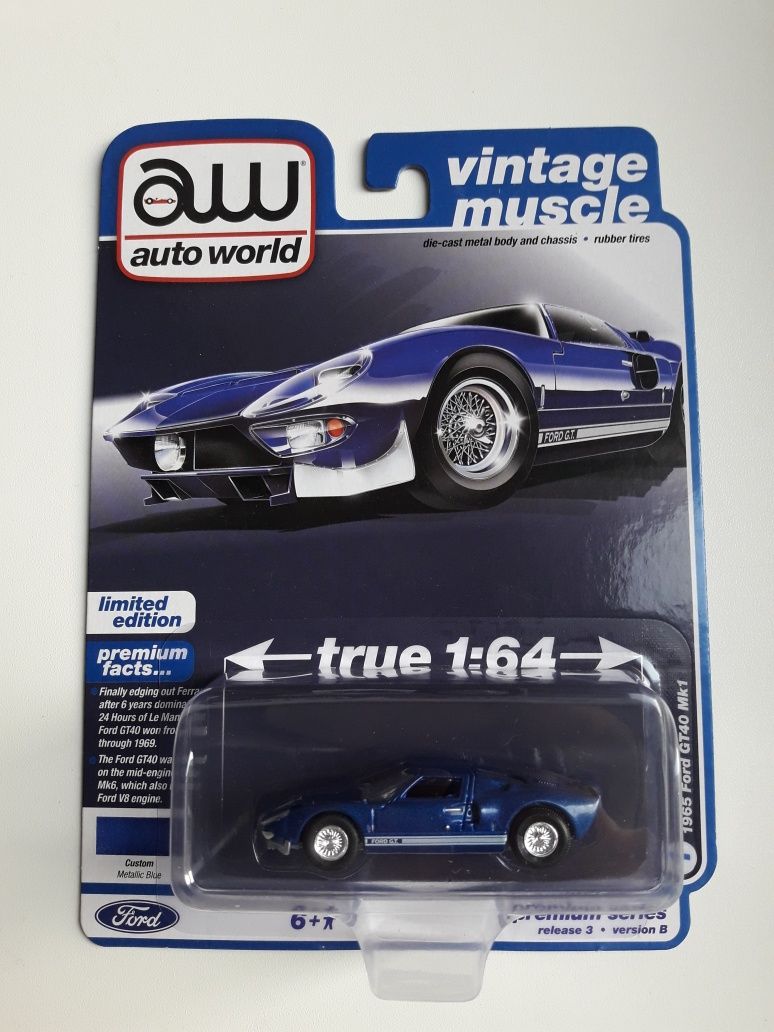 aw®
auto world
vintage
muscle
die-cast metal body and chassis • rubber tires
FORD G.T.
limited
edition
premium
facts...
true 1:64
• Finally edging out Ferra
after 6 years domina
24 Hours of Le Man
Ford GT40 won fro
through 1969.
• The Ford GT40 wa
on the mid-engin
Mk6, which also
Ford V8 engine.
1965 Ford GT40 Mk1
FORD G.T.
Custom
Metallic Blue
Ford
6+
premium series
release 3 • version B